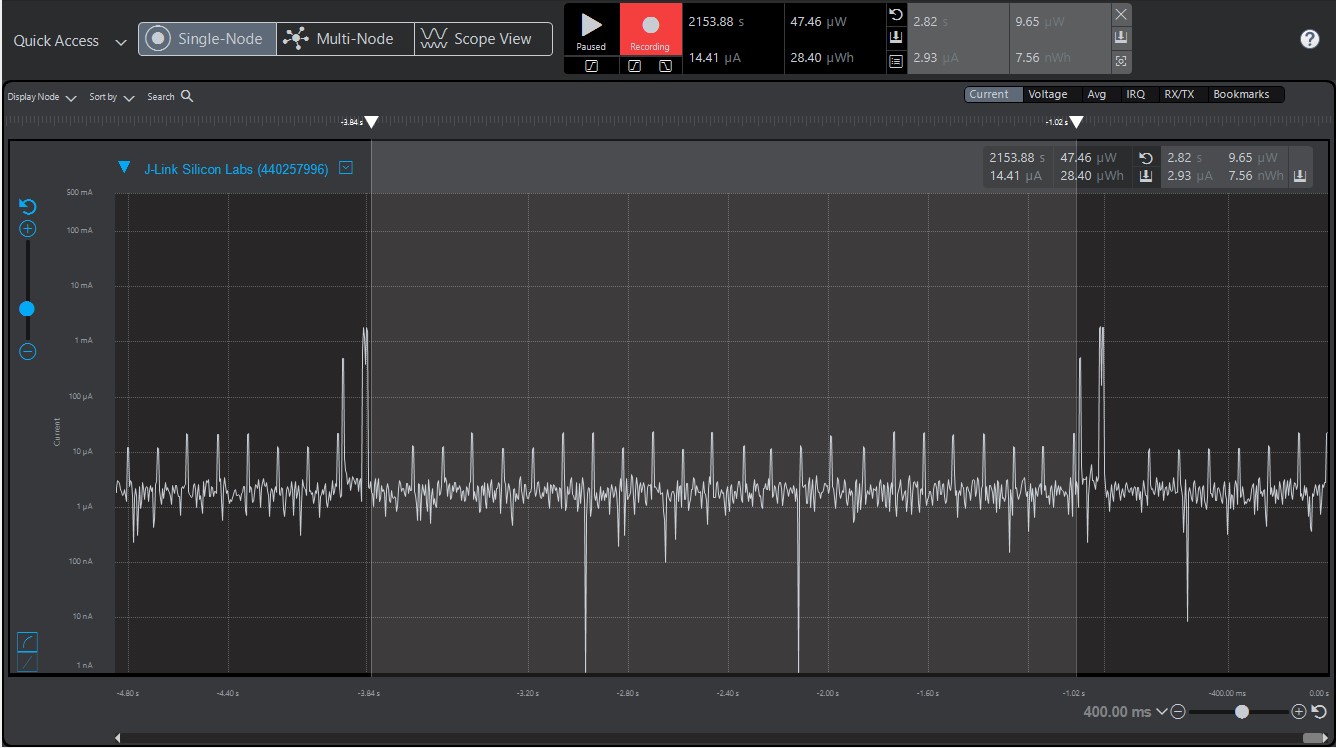 Quick Access Single-Node Multi-Node Scope View
Paused Recording
2153.88 s 47.46 µW 2.82 s 9.65 µW
14.41 µA 28.40 µWh 2.93 µA 7.56 nWh
?
Display Node Sort by Search
Current Voltage Avg IRQ RX/TX Bookmarks
-3.84 s -1.02 s
J-Link Silicon Labs (440257996)
2153.88 s 47.46 µW 2.82 s 9.65 µW
14.41 µA 28.40 µWh 2.93 µA 7.56 nWh
500 mA
100 mA
10 mA
1 mA
100 µA
Current
10 µA
1 µA
100 nA
10 nA
1 nA
-4.80 s -4.40 s -3.84 s -3.20 s -2.80 s -2.40 s -2.00 s -1.60 s -1.02 s -400.00 ms 0.00 s
400.00 ms